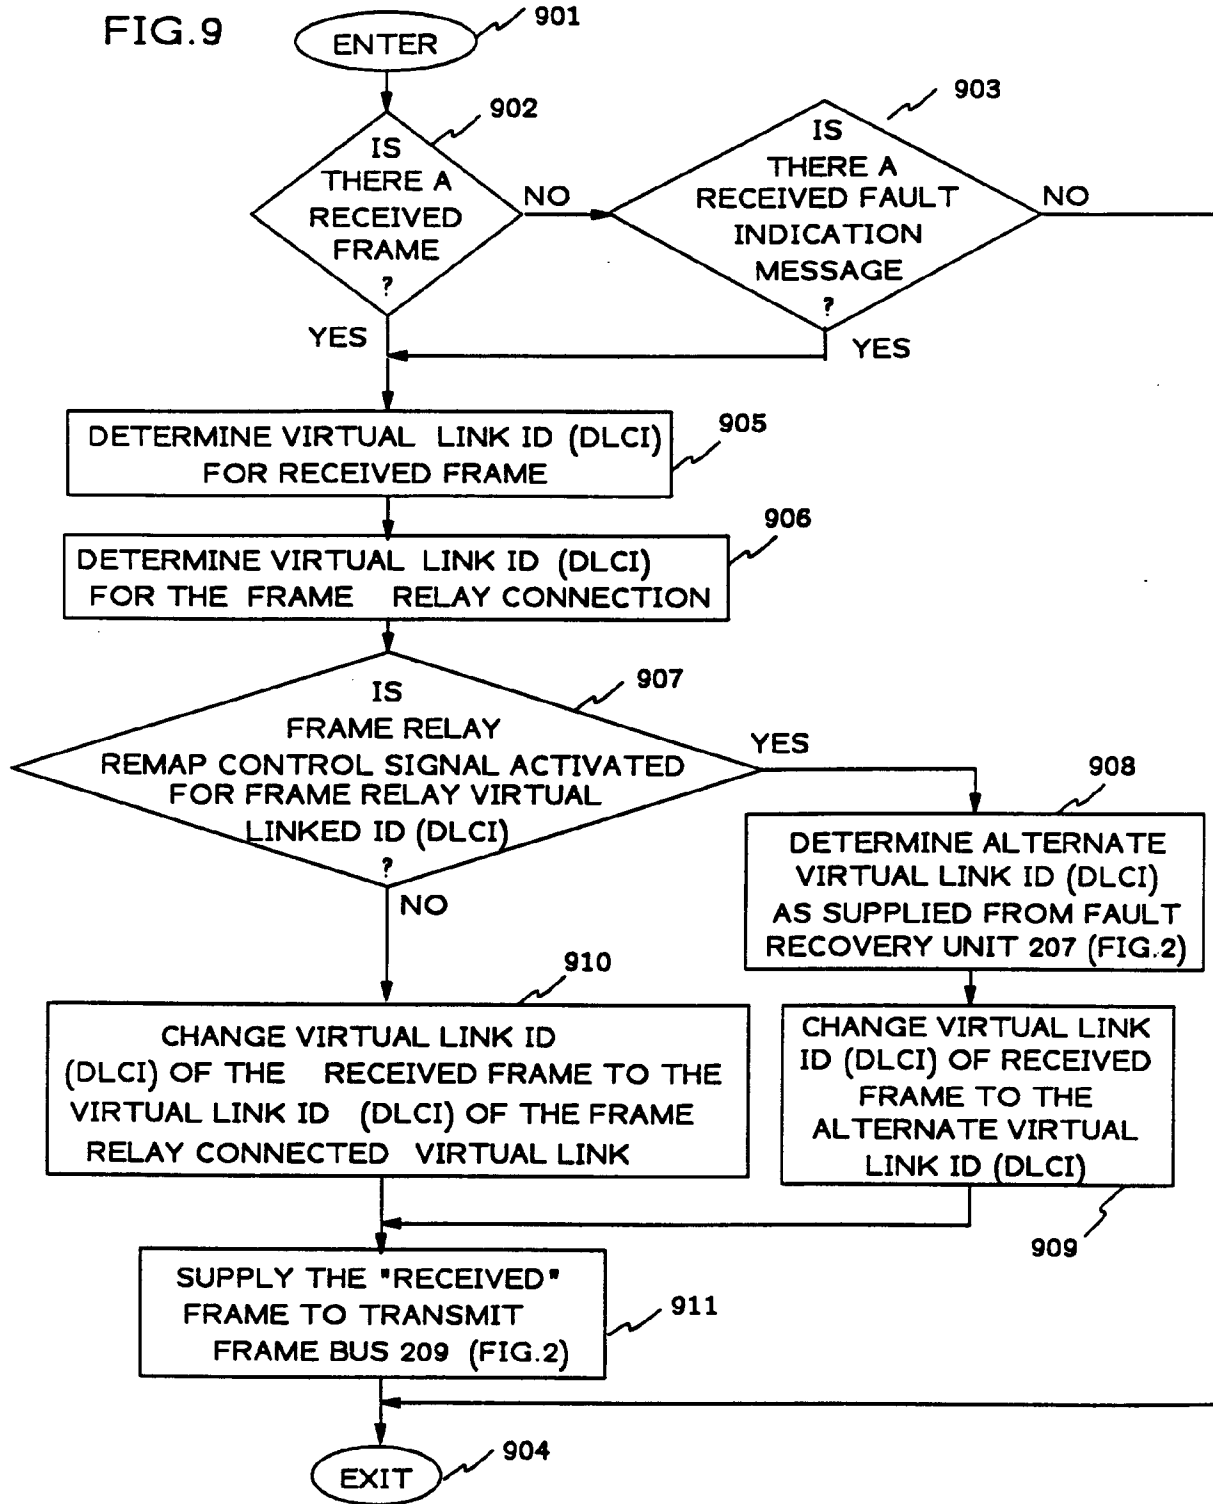 FIG.9
ENTER
901
902
IS
THERE A
RECEIVED
FRAME
?
NO
YES
903
IS
THERE A
RECEIVED FAULT
INDICATION
MESSAGE
?
NO
YES
DETERMINE VIRTUAL LINK ID (DLCI)
FOR RECEIVED FRAME
905
DETERMINE VIRTUAL LINK ID (DLCI)
FOR THE FRAME RELAY CONNECTION
906
IS
FRAME RELAY
REMAP CONTROL SIGNAL ACTIVATED
FOR FRAME RELAY VIRTUAL
LINKED ID (DLCI)
?
907
YES
NO
908
DETERMINE ALTERNATE
VIRTUAL LINK ID (DLCI)
AS SUPPLIED FROM FAULT
RECOVERY UNIT 207 (FIG.2)
910
CHANGE VIRTUAL LINK ID
(DLCI) OF THE RECEIVED FRAME TO THE
VIRTUAL LINK ID (DLCI) OF THE FRAME
RELAY CONNECTED VIRTUAL LINK
CHANGE VIRTUAL LINK
ID (DLCI) OF RECEIVED
FRAME TO THE
ALTERNATE VIRTUAL
LINK ID (DLCI)
909
SUPPLY THE "RECEIVED"
FRAME TO TRANSMIT
FRAME BUS 209 (FIG.2)
911
EXIT
904